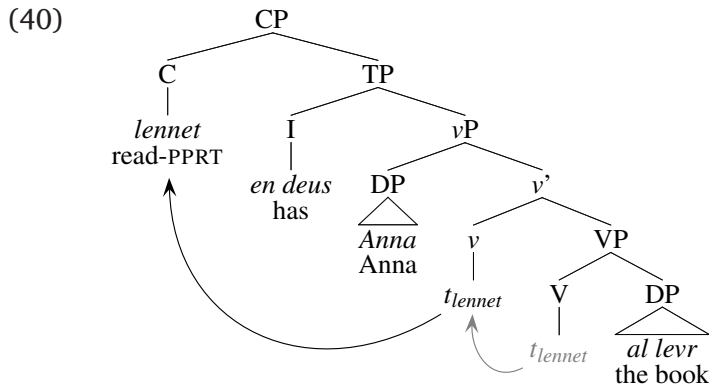 (40) CP
C TP
lennet I vP
read-PPRT en deus DP v'
has Anna v VP
Anna t_lennet V DP
t_lennet al levr
the book